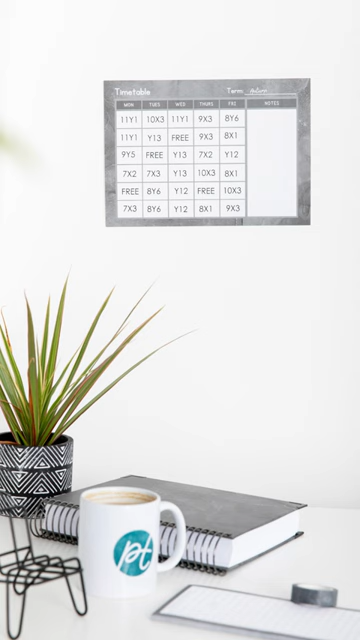 Timetable Term: Autumn
MON TUES WED THURS FRI NOTES
11Y1 10X3 11Y1 9X3 8Y6
11Y1 Y13 FREE 9X3 8X1
9Y5 FREE Y13 7X2 Y12
7X2 7X3 Y13 10X3 8X1
FREE 8Y6 Y12 FREE 10X3
7X3 8Y6 Y12 8X1 9X3
pt